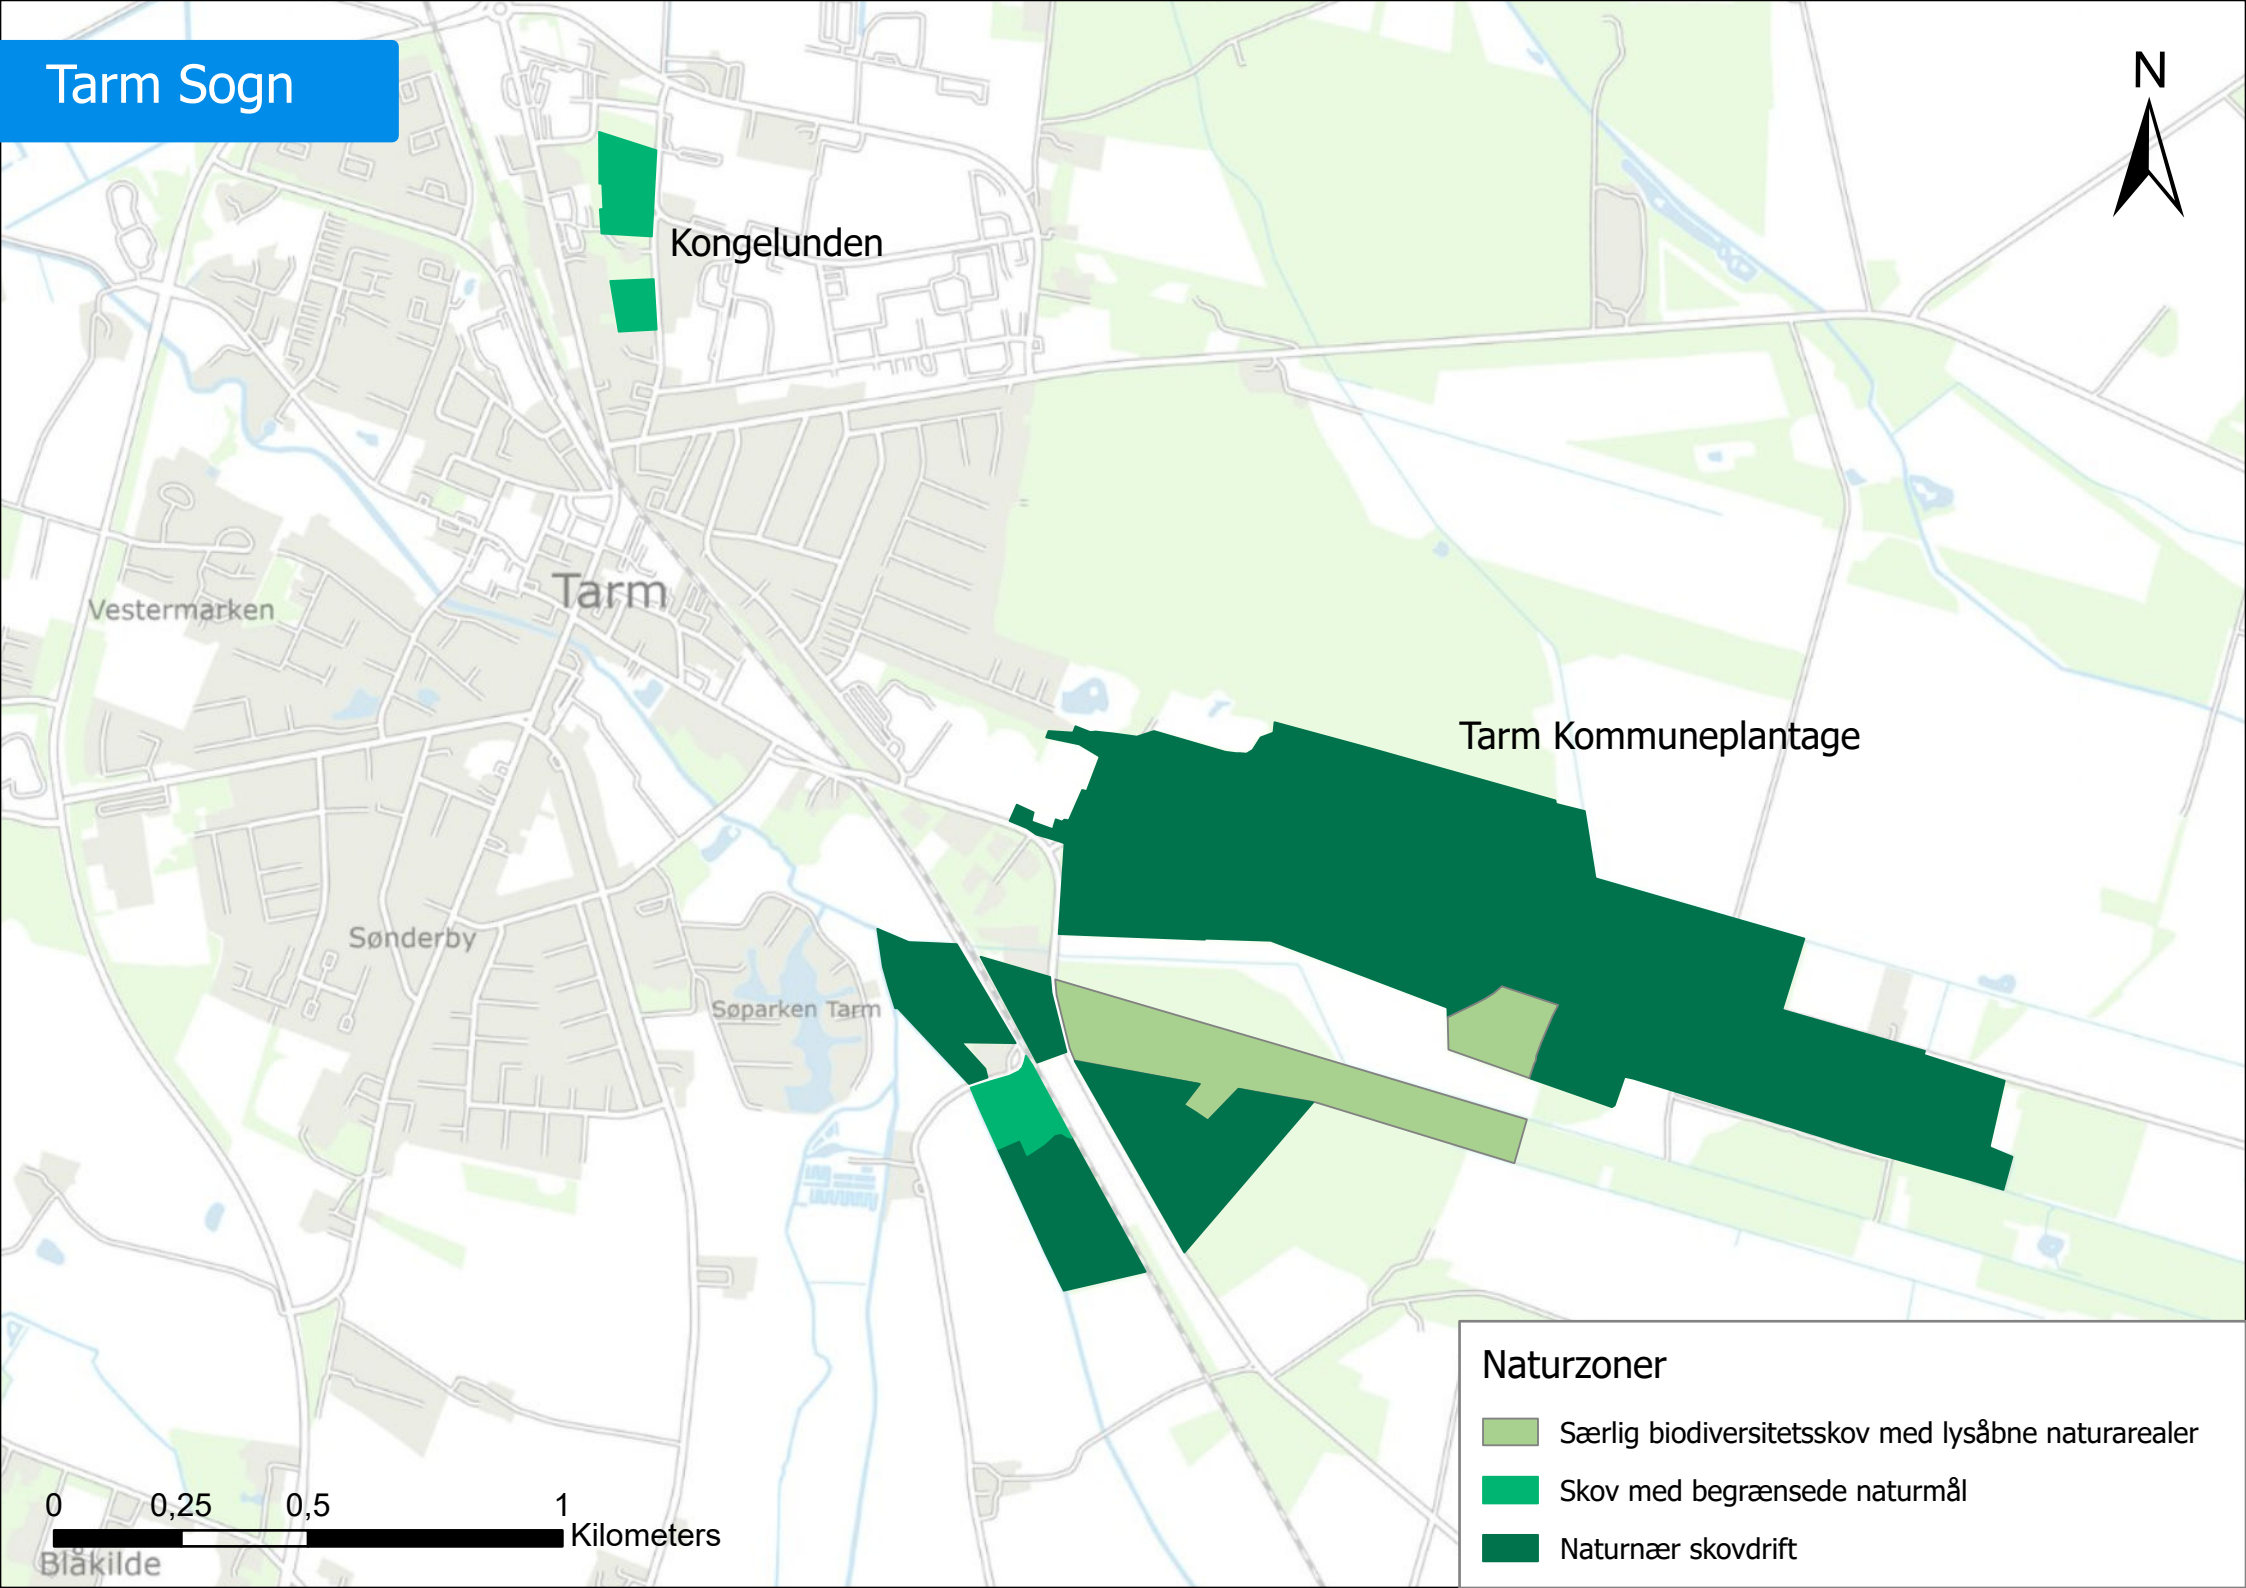 Tarm Sogn
N
Kongelunden
Tarm
Vestermarken
Tarm Kommuneplantage
Sønderby
Søparken Tarm
Naturzoner
Særlig biodiversitetsskov med lysåbne naturarealer
Skov med begrænsede naturmål
Naturnær skovdrift
0 0,25 0,5 1
Kilometers
Blåkilde